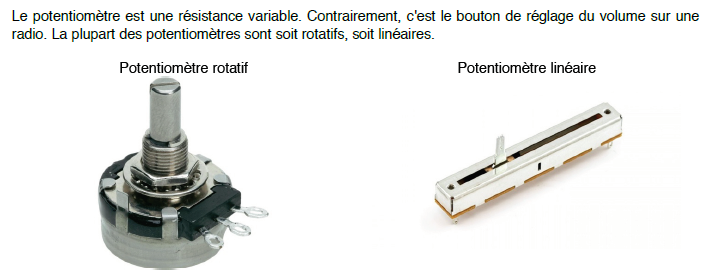 Le potentiomètre est une résistance variable. Contrairement, c'est le bouton de réglage du volume sur une
radio. La plupart des potentiomètres sont soit rotatifs, soit linéaires.
Potentiomètre rotatif
Potentiomètre linéaire